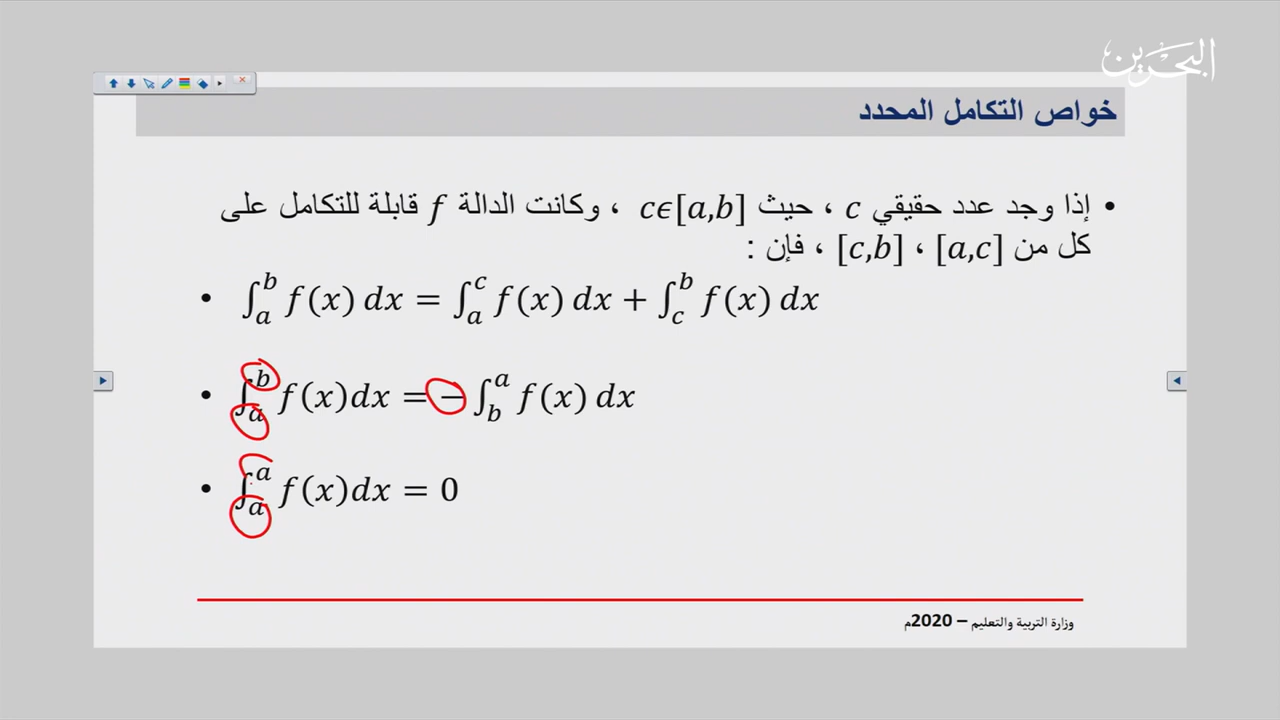 البحرين
خواص التكامل المحدد
• إذا وجد عدد حقيقي c ، حيث cϵ[a,b] ، وكانت الدالة f قابلة للتكامل على
كل من [a,c] ، [c,b] ، فإن :
• ∫_a^b f(x) dx = ∫_a^c f(x) dx + ∫_c^b f(x) dx
• ∫_a^b f(x)dx = − ∫_b^a f(x) dx
• ∫_a^a f(x)dx = 0
وزارة التربية والتعليم – 2020م